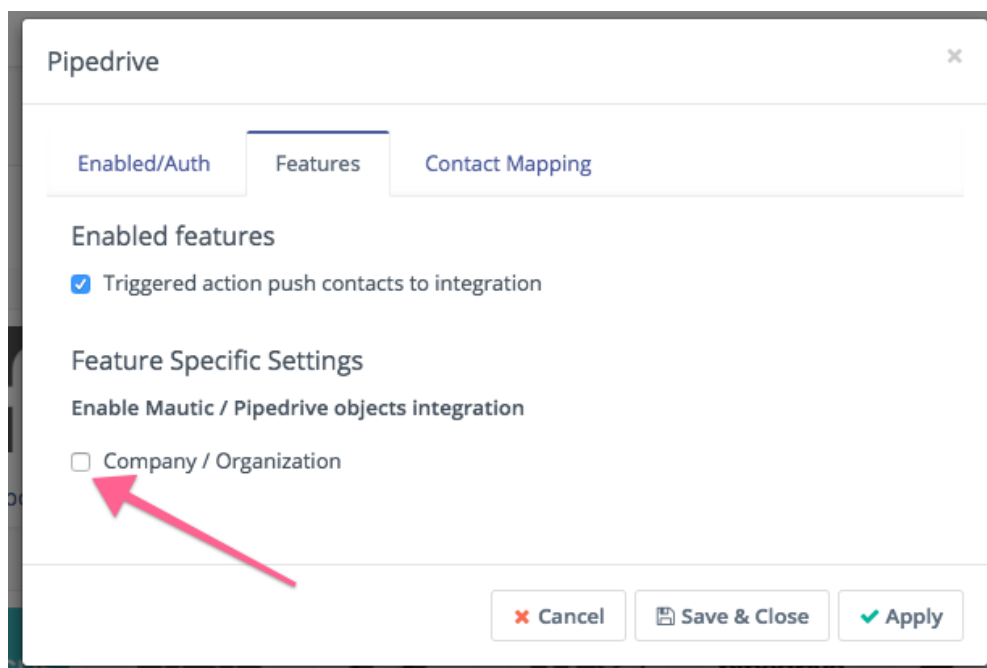 Pipedrive
Enabled/Auth Features Contact Mapping
Enabled features
Triggered action push contacts to integration
Feature Specific Settings
Enable Mautic / Pipedrive objects integration
Company / Organization
Cancel Save & Close Apply